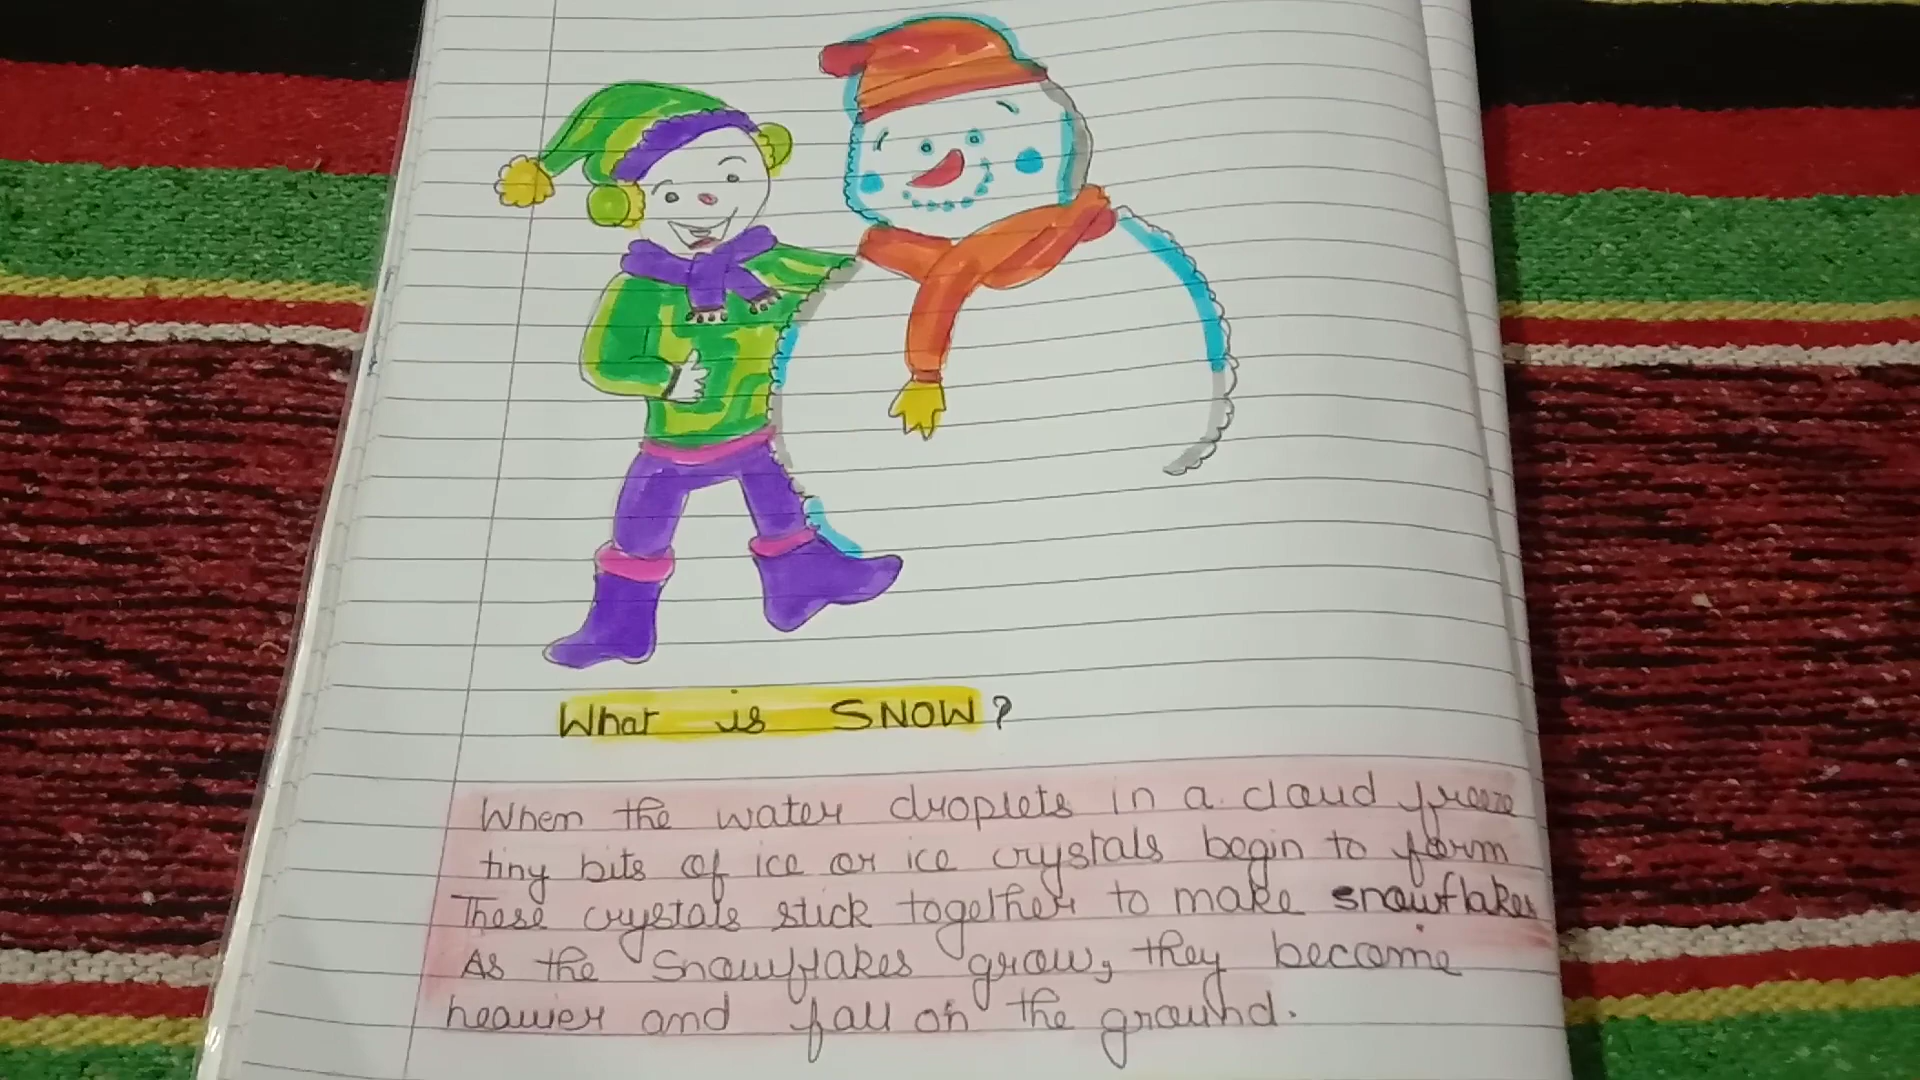 What is SNOW?
When the water droplets in a cloud freeze
tiny bits of ice or ice crystals begin to form
These crystals stick together to make snowflakes
As the snowflakes grow, they become
heavier and fall on the ground.